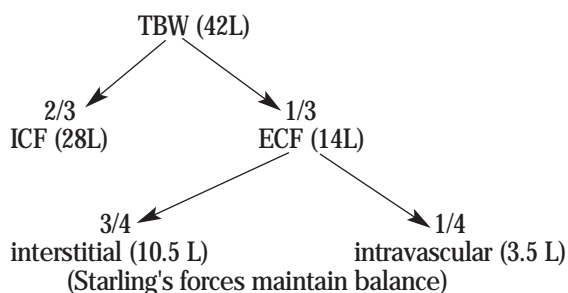 TBW (42L)
2/3 1/3
ICF (28L) ECF (14L)
3/4 1/4
interstitial (10.5 L) intravascular (3.5 L)
(Starling's forces maintain balance)